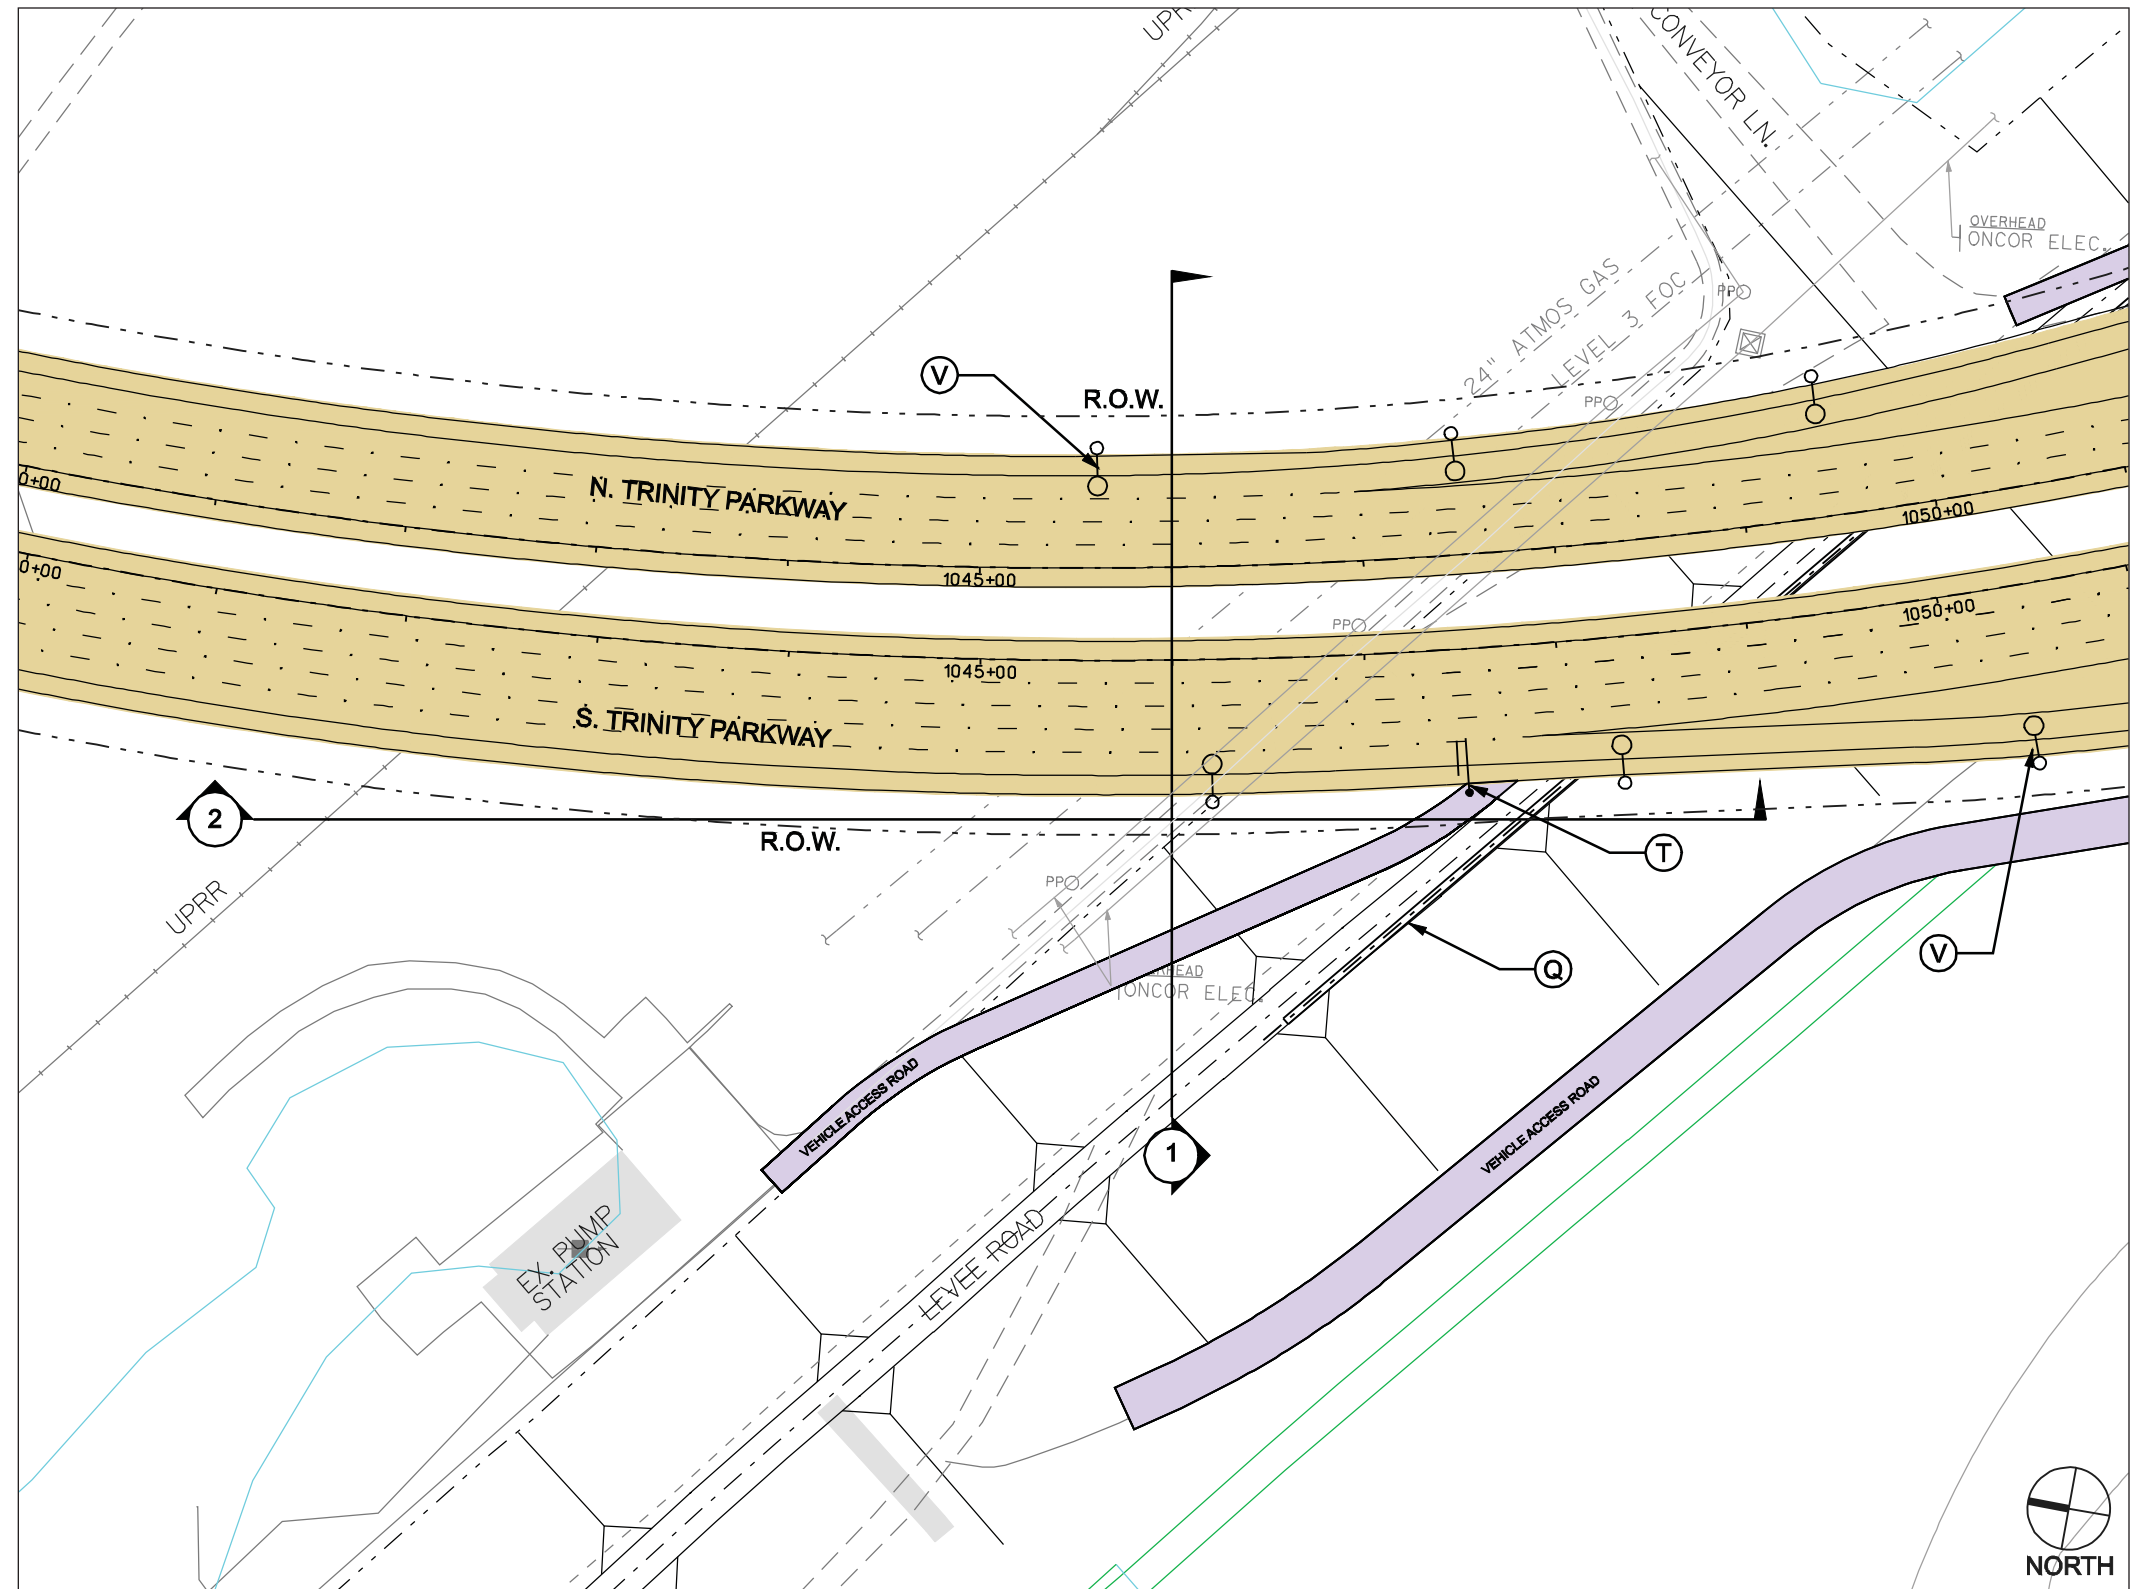 UPRR
CONVEYOR LN.
OVERHEAD
ONCOR ELEC.
24" ATMOS GAS
LEVEL 3 FOC
PP
PP
V
R.O.W.
N. TRINITY PARKWAY
0+00
1050+00
1045+00
0+00
PP
1050+00
1045+00
S. TRINITY PARKWAY
2
R.O.W.
T
UPRR
PP
V
Q
ONCOR ELEC.
VEHICLE ACCESS ROAD
VEHICLE ACCESS ROAD
1
LEVEE ROAD
EX. PUMP
STATION
NORTH